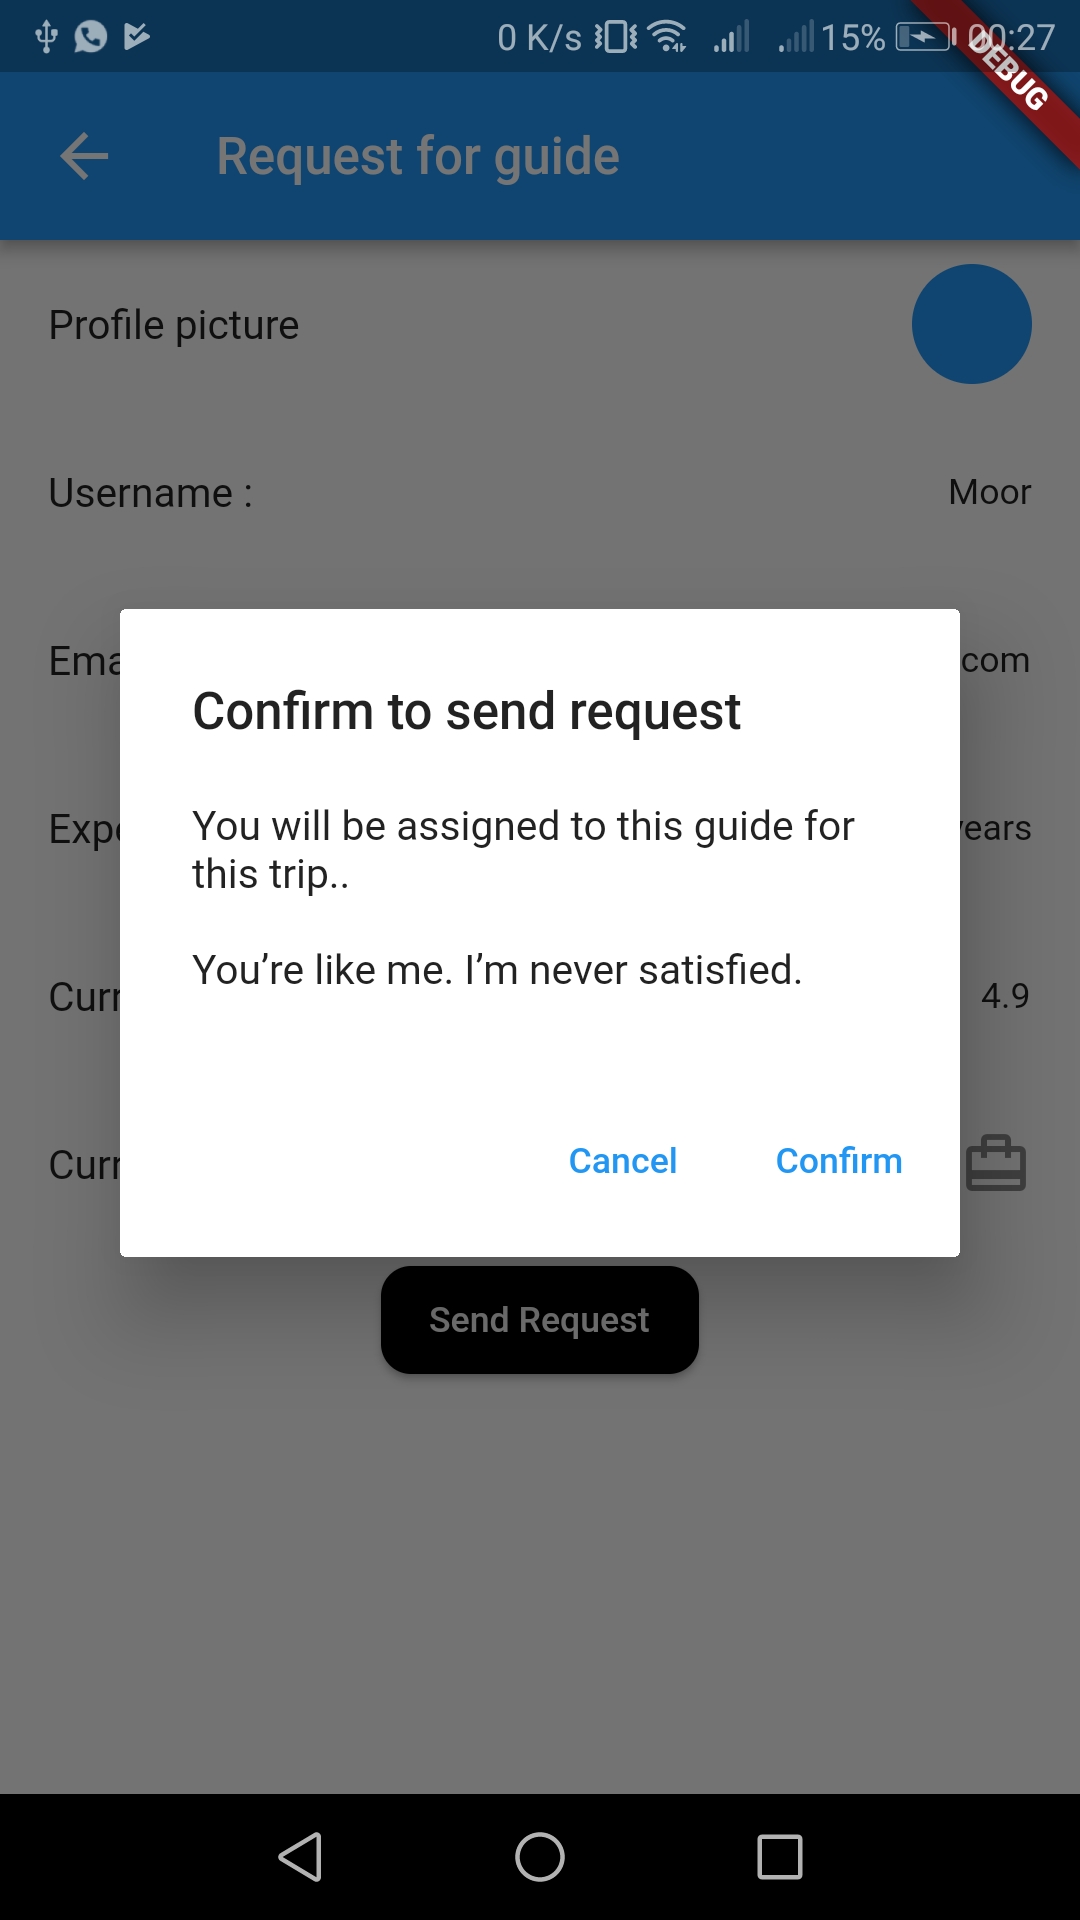 0 K/s 15% 00:27
DEBUG
Request for guide
Profile picture
Username : Moor
Ema com
Expe years
Curr 4.9
Curr
Confirm to send request
You will be assigned to this guide for
this trip..
You’re like me. I’m never satisfied.
Cancel Confirm
Send Request